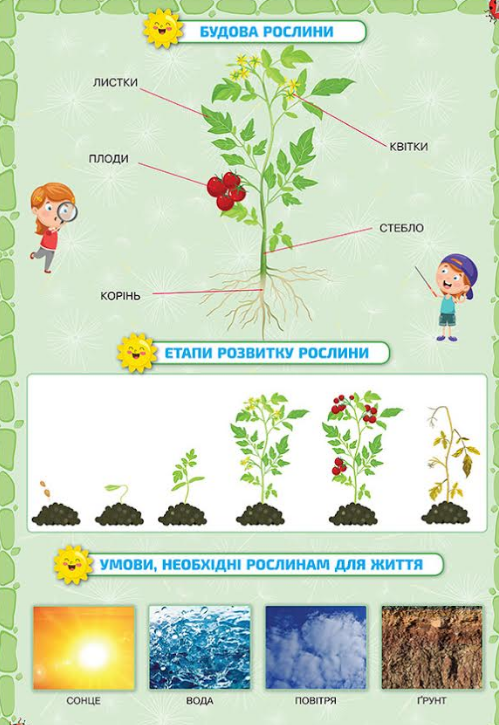 БУДОВА РОСЛИНИ
ЛИСТКИ
КВІТКИ
ПЛОДИ
СТЕБЛО
КОРІНЬ
ЕТАПИ РОЗВИТКУ РОСЛИНИ
УМОВИ, НЕОБХІДНІ РОСЛИНАМ ДЛЯ ЖИТТЯ
СОНЦЕ
ВОДА
ПОВІТРЯ
ҐРУНТ